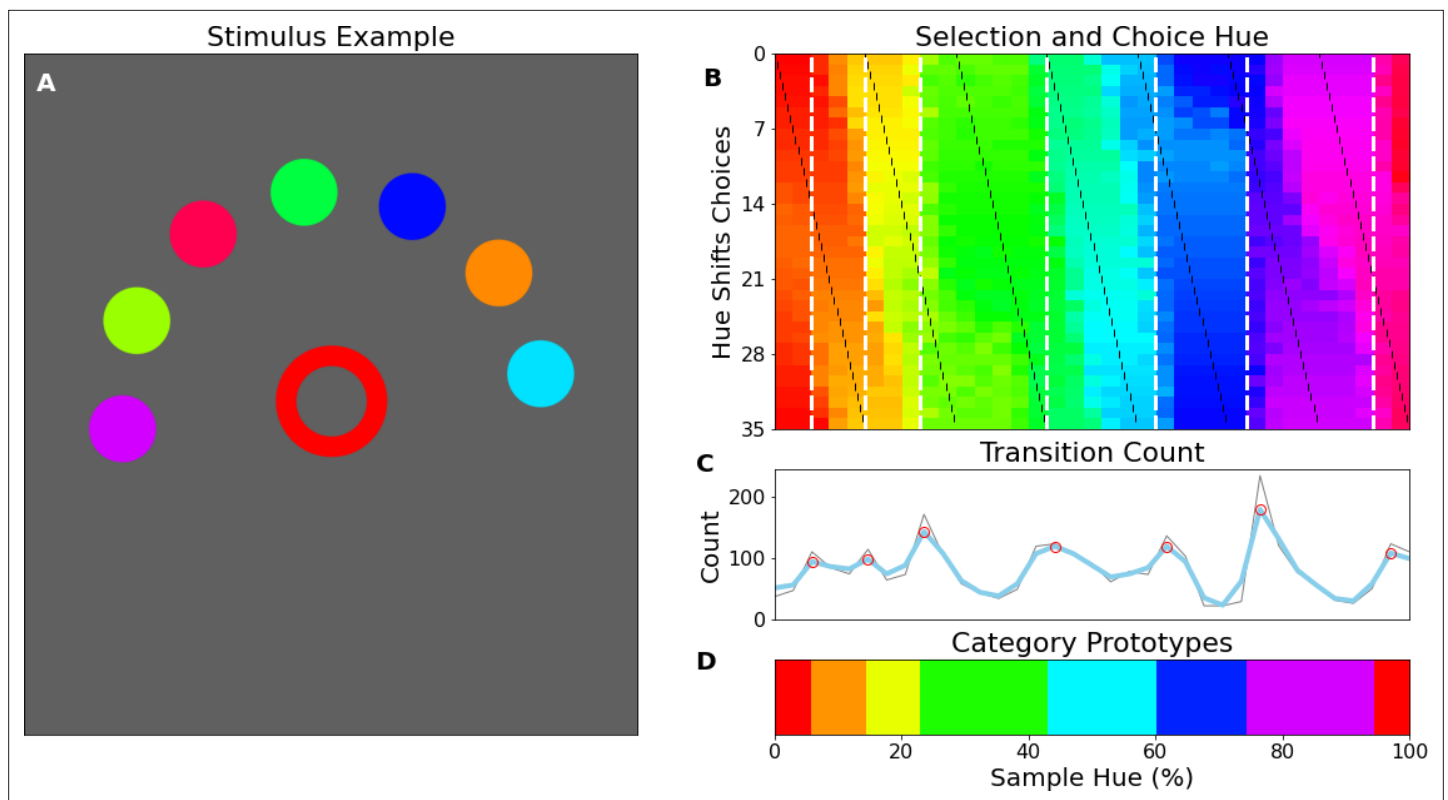 Stimulus Example
A
Selection and Choice Hue
B
Hue Shifts Choices
0
7
14
21
28
35
Transition Count
C
Count
200
100
0
Category Prototypes
D
0 20 40 60 80 100
Sample Hue (%)